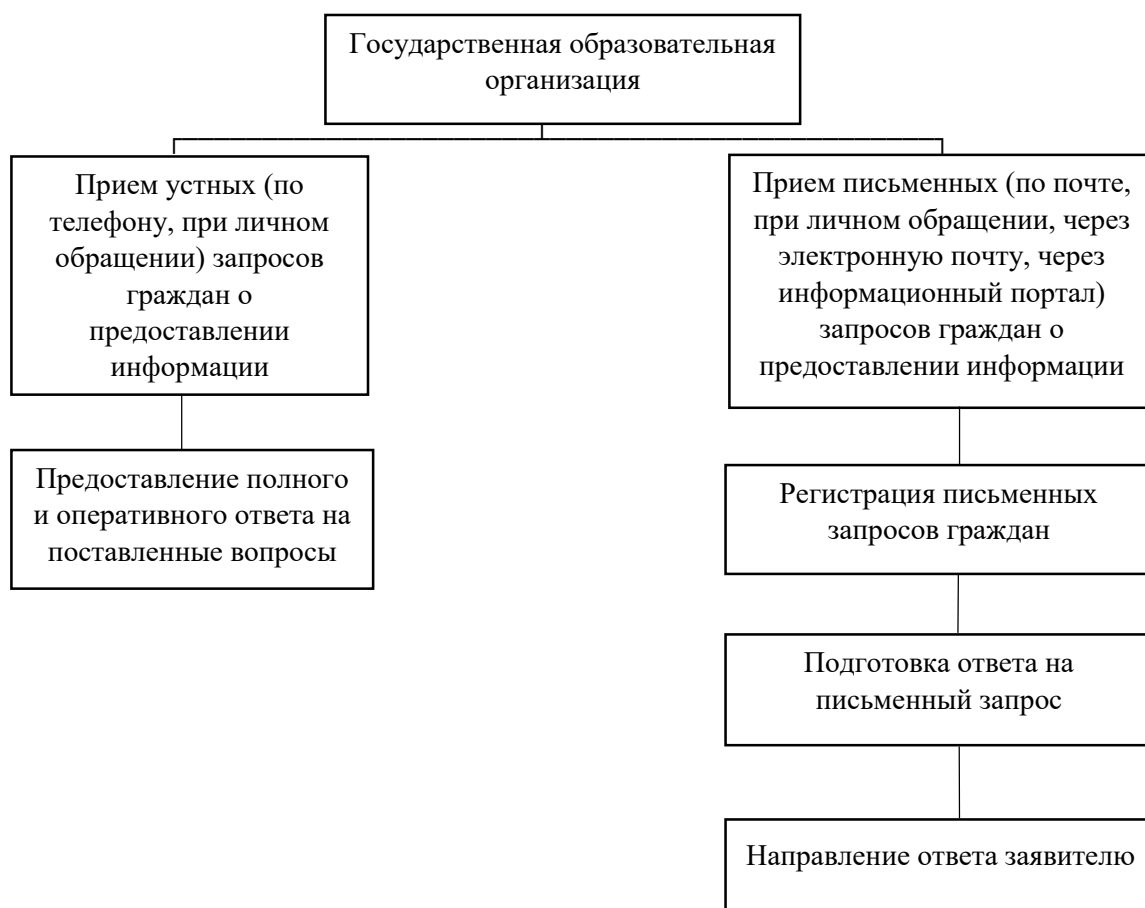 Государственная образовательная
организация
Прием устных (по
телефону, при личном
обращении) запросов
граждан о
предоставлении
информации
Предоставление полного
и оперативного ответа на
поставленные вопросы
Прием письменных (по почте,
при личном обращении, через
электронную почту, через
информационный портал)
запросов граждан о
предоставлении информации
Регистрация письменных
запросов граждан
Подготовка ответа на
письменный запрос
Направление ответа заявителю